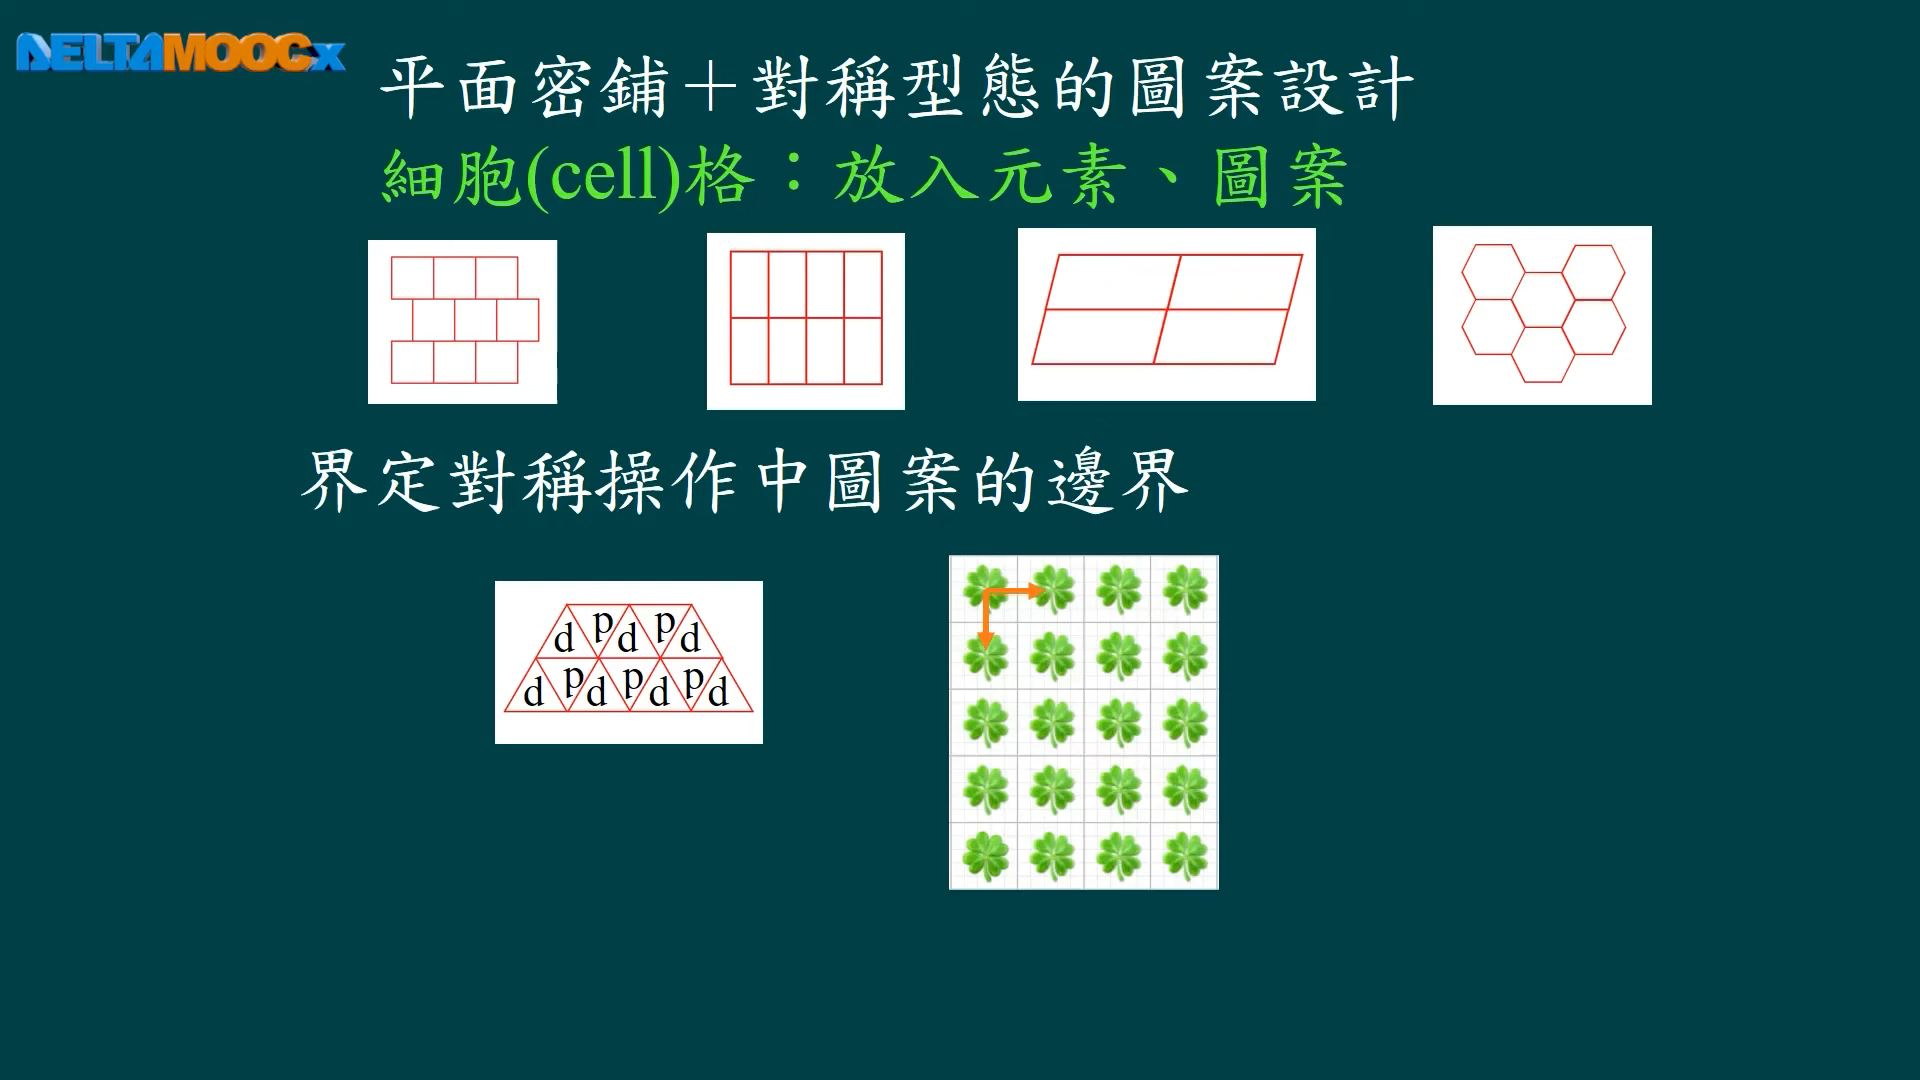 DELTAMOOCx
平面密鋪＋對稱型態的圖案設計
細胞(cell)格：放入元素、圖案
界定對稱操作中圖案的邊界
d p d p d
d p d p d p d